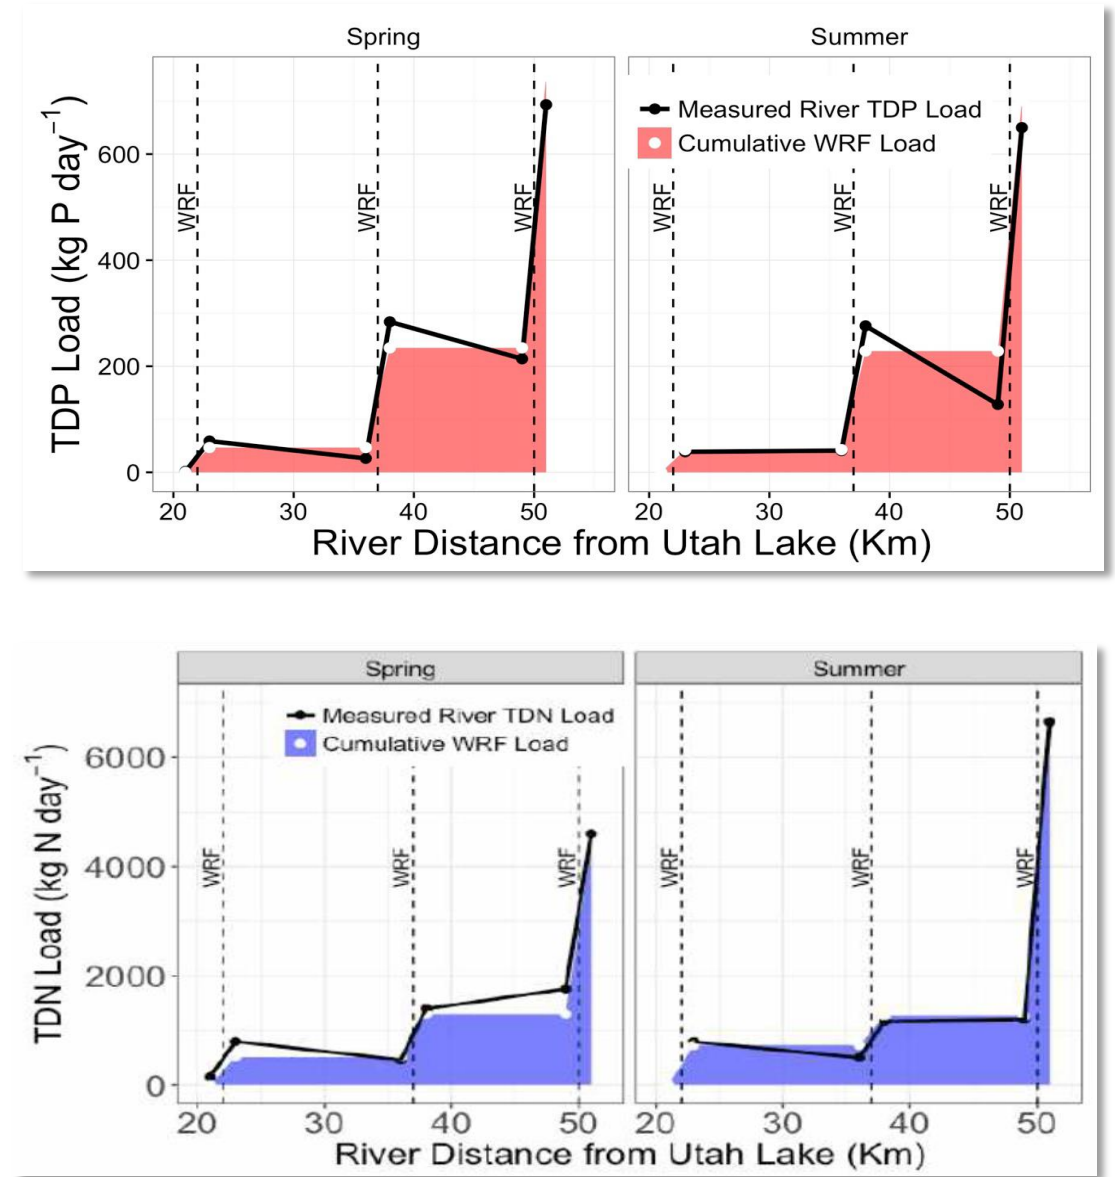 Spring Summer
TDP Load (kg P day⁻¹)
600
400
200
0
WRF WRF WRF WRF WRF WRF
Measured River TDP Load
Cumulative WRF Load
20 30 40 50 20 30 40 50
River Distance from Utah Lake (Km)
Spring Summer
TDN Load (kg N day⁻¹)
6000
4000
2000
0
Measured River TDN Load
Cumulative WRF Load
WRF WRF WRF WRF WRF WRF
20 30 40 50 20 30 40 50
River Distance from Utah Lake (Km)